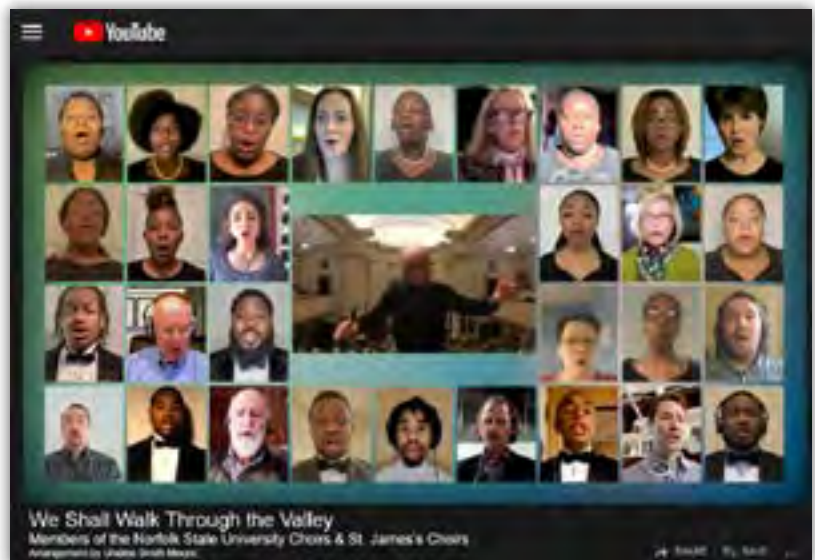 YouTube
We Shall Walk Through the Valley
Members of the Norfolk State University Choirs & St. James's Choirs
Arrangement by Undine Smith Moore
SHARE